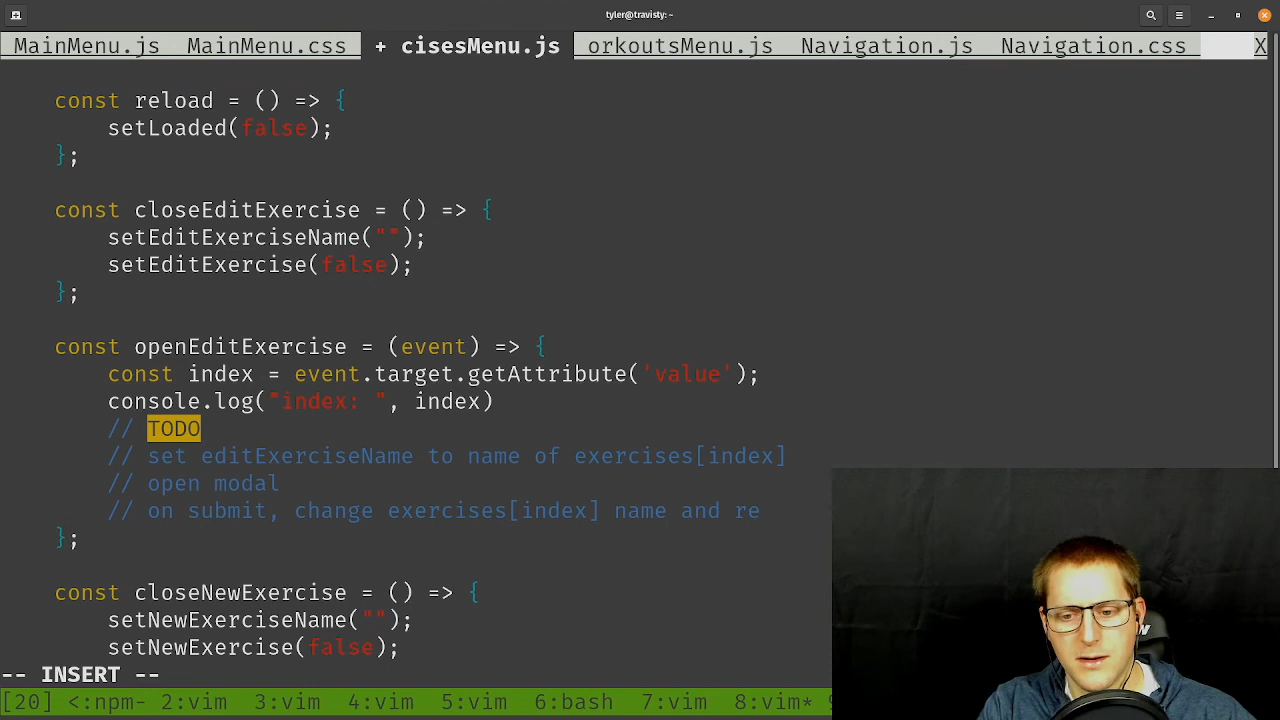 tyler@travisty: ~
MainMenu.js MainMenu.css + cisesMenu.js orkoutsMenu.js Navigation.js Navigation.css X
const reload = () => {
setLoaded(false);
};
const closeEditExercise = () => {
setEditExerciseName("");
setEditExercise(false);
};
const openEditExercise = (event) => {
const index = event.target.getAttribute('value');
console.log("index: ", index)
// TODO
// set editExerciseName to name of exercises[index]
// open modal
// on submit, change exercises[index] name and re
};
const closeNewExercise = () => {
setNewExerciseName("");
setNewExercise(false);
-- INSERT --
[20] <:npm- 2:vim 3:vim 4:vim 5:vim 6:bash 7:vim 8:vim*